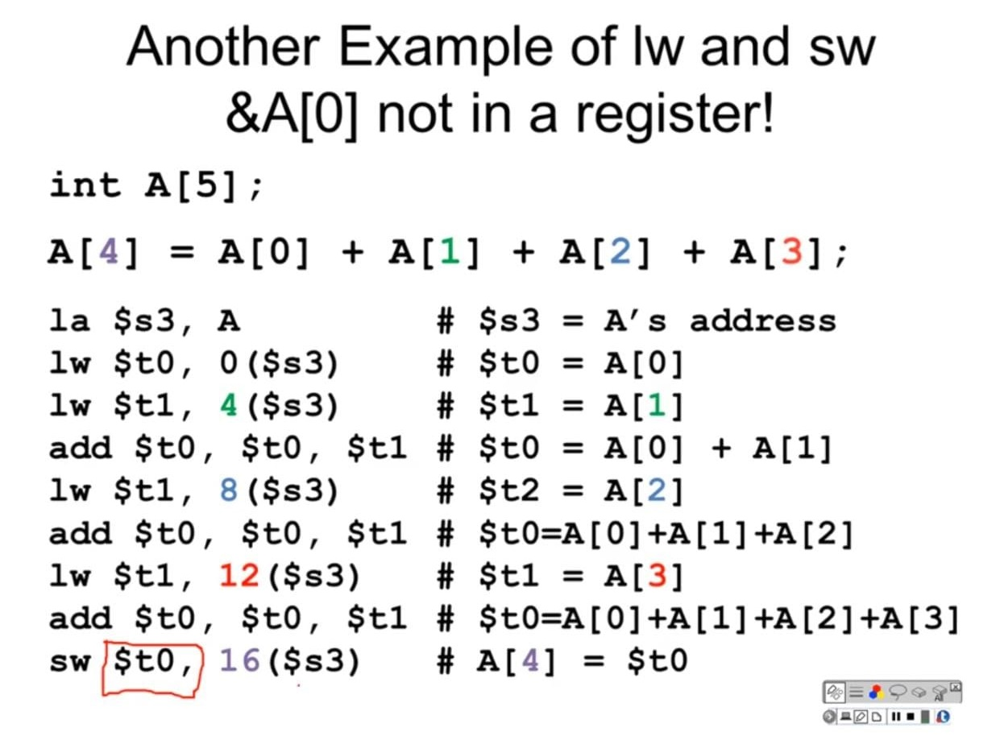 Another Example of lw and sw
&A[0] not in a register!
int A[5];
A[4] = A[0] + A[1] + A[2] + A[3];
la $s3, A # $s3 = A’s address
lw $t0, 0($s3) # $t0 = A[0]
lw $t1, 4($s3) # $t1 = A[1]
add $t0, $t0, $t1 # $t0 = A[0] + A[1]
lw $t1, 8($s3) # $t2 = A[2]
add $t0, $t0, $t1 # $t0=A[0]+A[1]+A[2]
lw $t1, 12($s3) # $t1 = A[3]
add $t0, $t0, $t1 # $t0=A[0]+A[1]+A[2]+A[3]
sw $t0, 16($s3) # A[4] = $t0
All